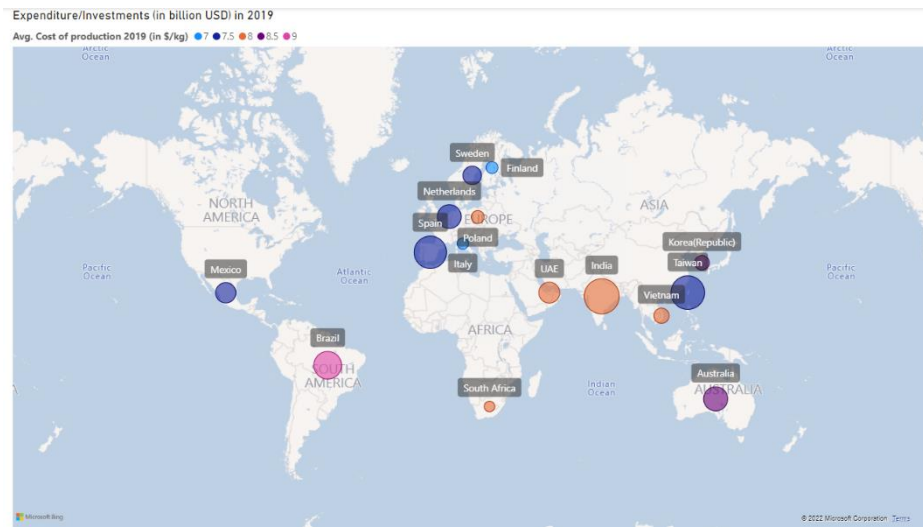 Expenditure/Investments (in billion USD) in 2019
Avg. Cost of production 2019 (in $/kg) 7 7.5 8 8.5 9
Arctic
Ocean
Arctic
Ocean
Sweden
Finland
NORTH
AMERICA
Netherlands
ASIA
Spain
EUROPE
Poland
Korea(Republic)
Pacific
Ocean
Mexico
Atlantic
Ocean
Italy
UAE
India
Taiwan
Pacific
Ocean
Vietnam
AFRICA
Brazil
SOUTH
AMERICA
South Africa
Indian
Ocean
Australia
AUSTRALIA
Microsoft Bing
© 2022 Microsoft Corporation Terms